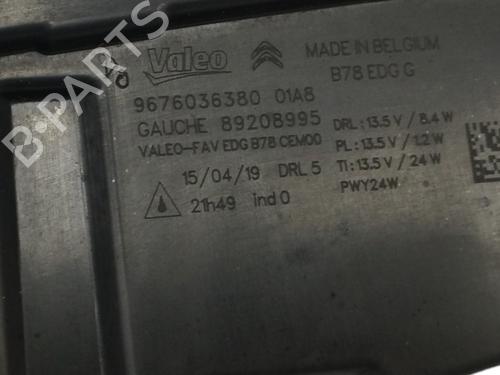 Valeo MADE IN BELGIUM
B78 EDG G
9676036380 01A8
GAUCHE 89208995
VALEO-FAV EDG B78 CEM00
DRL : 13.5 V / 8.4 W
PL : 13.5 V / 1.2 W
TI : 13.5 V / 24 W
PWY24W
15/04/19 DRL 5
21h49 ind 0